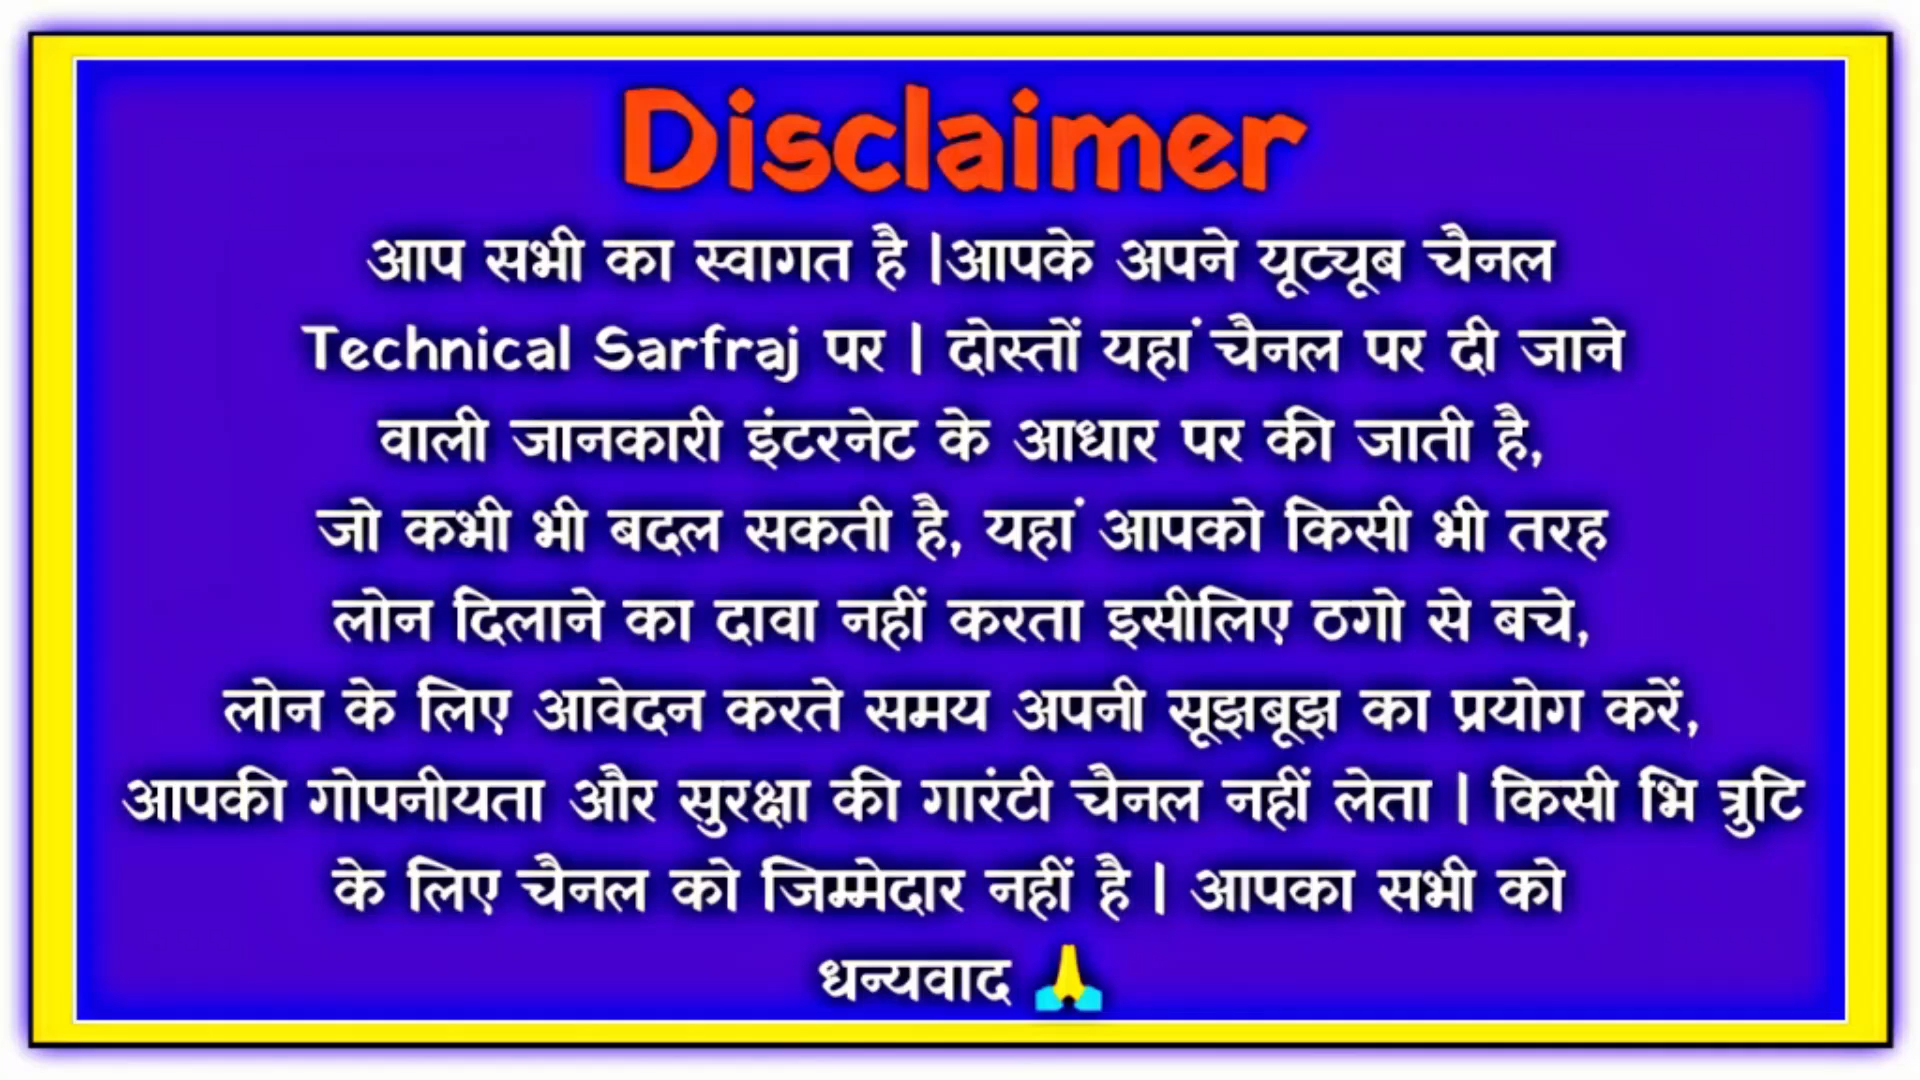 Disclaimer
आप सभी का स्वागत है |आपके अपने यूट्यूब चैनल
Technical Sarfraj पर | दोस्तों यहां चैनल पर दी जाने
वाली जानकारी इंटरनेट के आधार पर की जाती है,
जो कभी भी बदल सकती है, यहां आपको किसी भी तरह
लोन दिलाने का दावा नहीं करता इसीलिए ठगो से बचे,
लोन के लिए आवेदन करते समय अपनी सूझबूझ का प्रयोग करें,
आपकी गोपनीयता और सुरक्षा की गारंटी चैनल नहीं लेता | किसी भि त्रुटि
के लिए चैनल को जिम्मेदार नहीं है | आपका सभी को
धन्यवाद 🙏